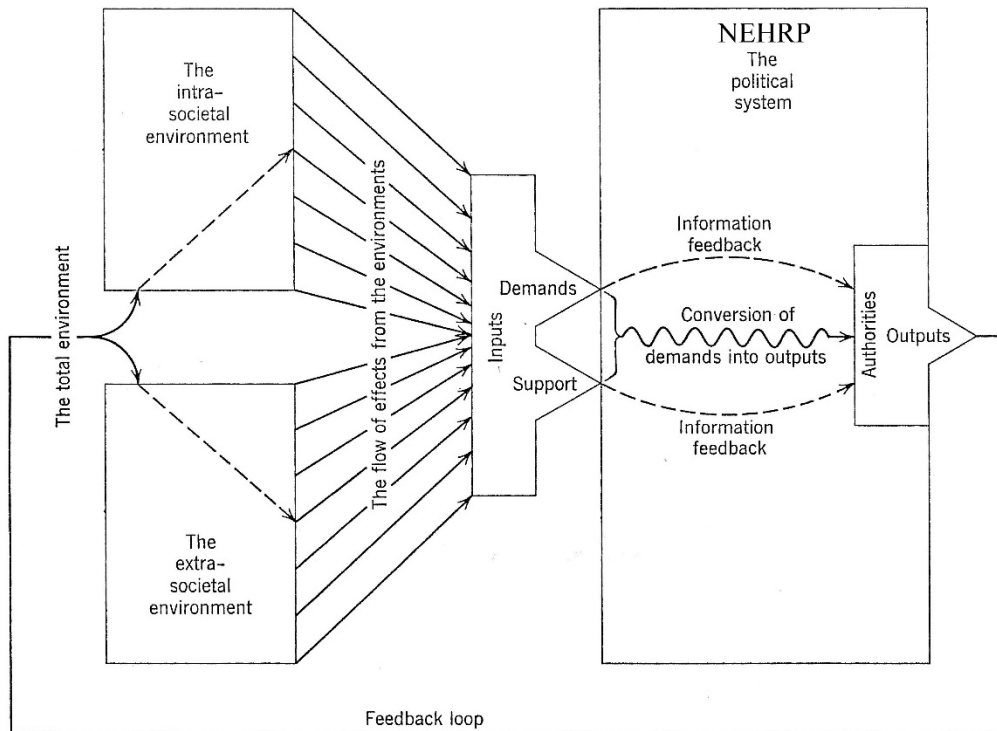 The
intra-
societal
environment
The total environment
The
extra-
societal
environment
The flow of effects from the environments
Inputs
Demands
Support
NEHRP
The
political
system
Information
feedback
Conversion of
demands into outputs
Information
feedback
Authorities
Outputs
Feedback loop